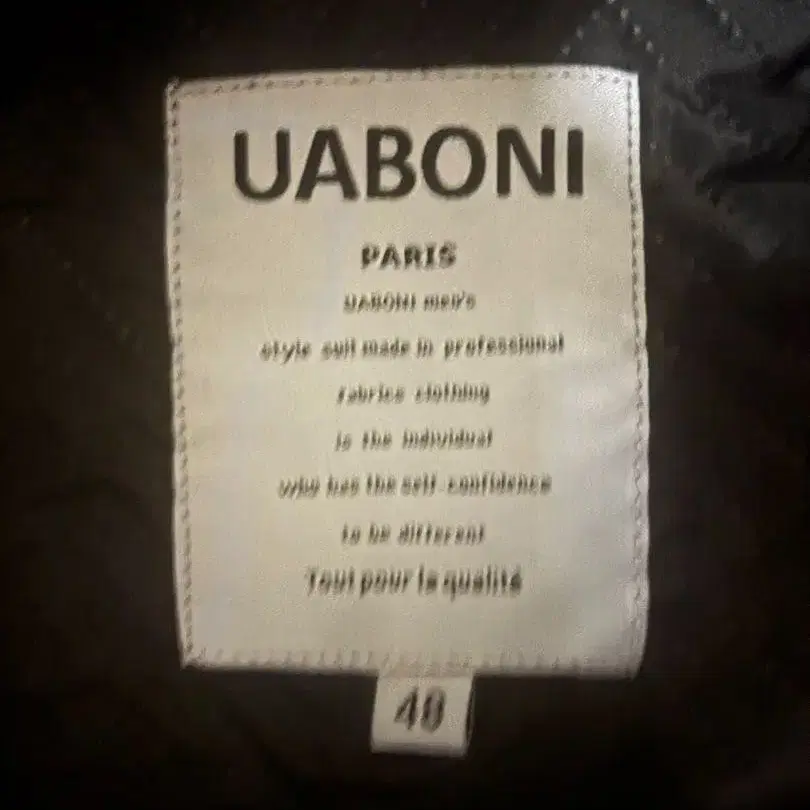 UABONI
PARIS
UABONI men's
style suit made in professional
fabrics clothing
is the individual
who has the self-confidence
to be different
Tout pour la qualité